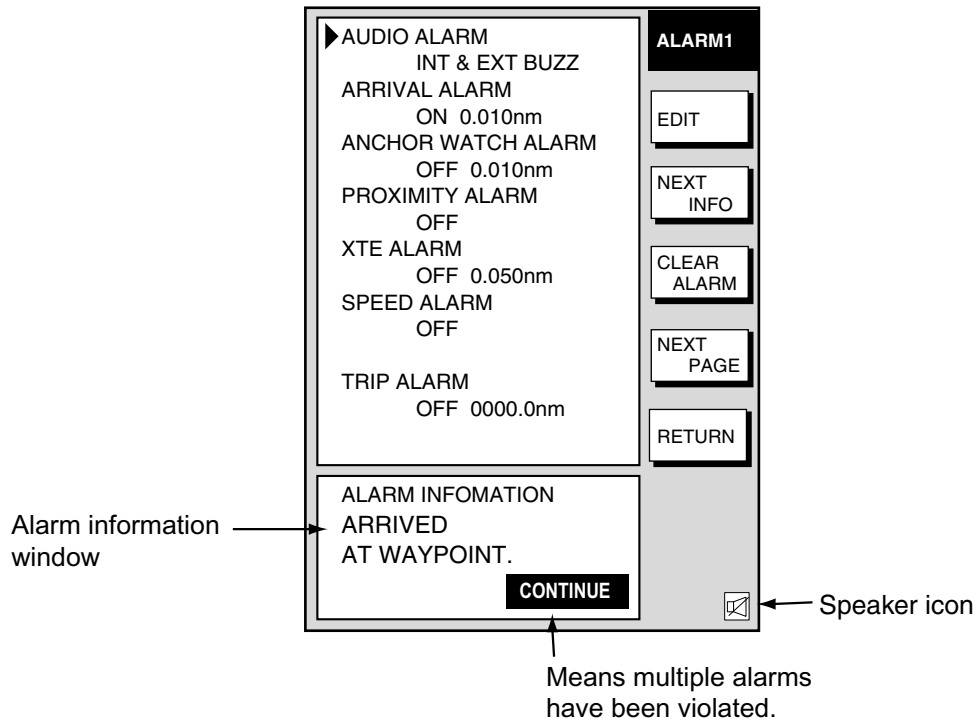 AUDIO ALARM
INT & EXT BUZZ
ARRIVAL ALARM
ON 0.010nm
ANCHOR WATCH ALARM
OFF 0.010nm
PROXIMITY ALARM
OFF
XTE ALARM
OFF 0.050nm
SPEED ALARM
OFF
TRIP ALARM
OFF 0000.0nm
ALARM1
EDIT
NEXT
INFO
CLEAR
ALARM
NEXT
PAGE
RETURN
ALARM INFOMATION
ARRIVED
AT WAYPOINT.
CONTINUE
Alarm information
window
Speaker icon
Means multiple alarms
have been violated.